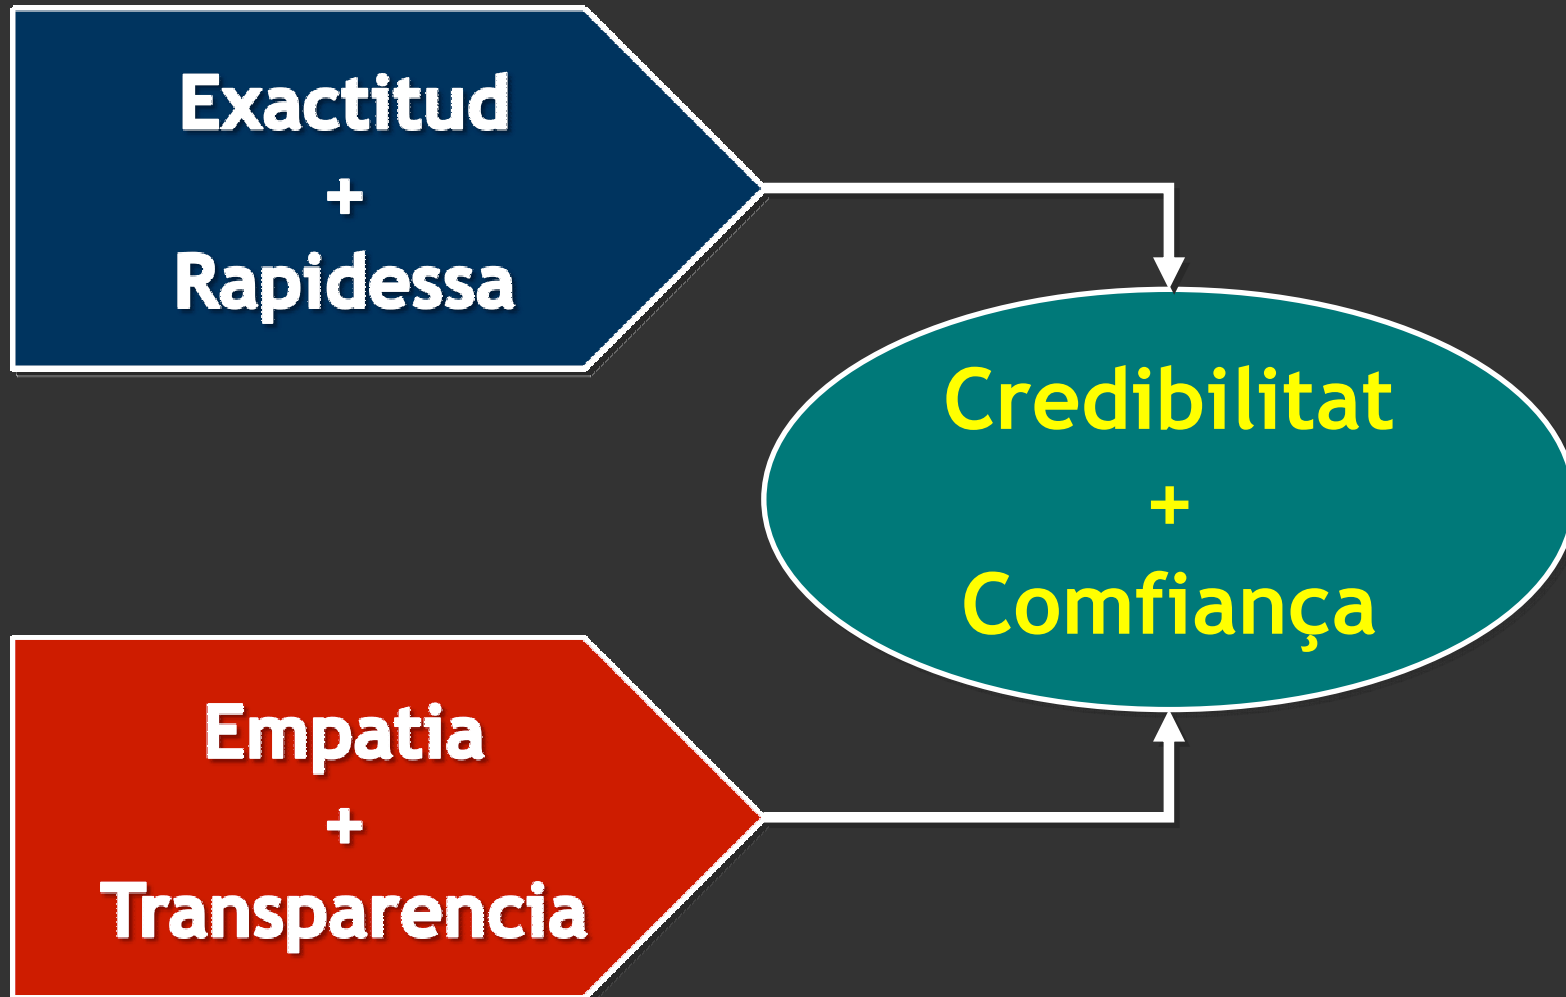 Exactitud
+
Rapidessa
Credibilitat
+
Comfiança
Empatia
+
Transparencia